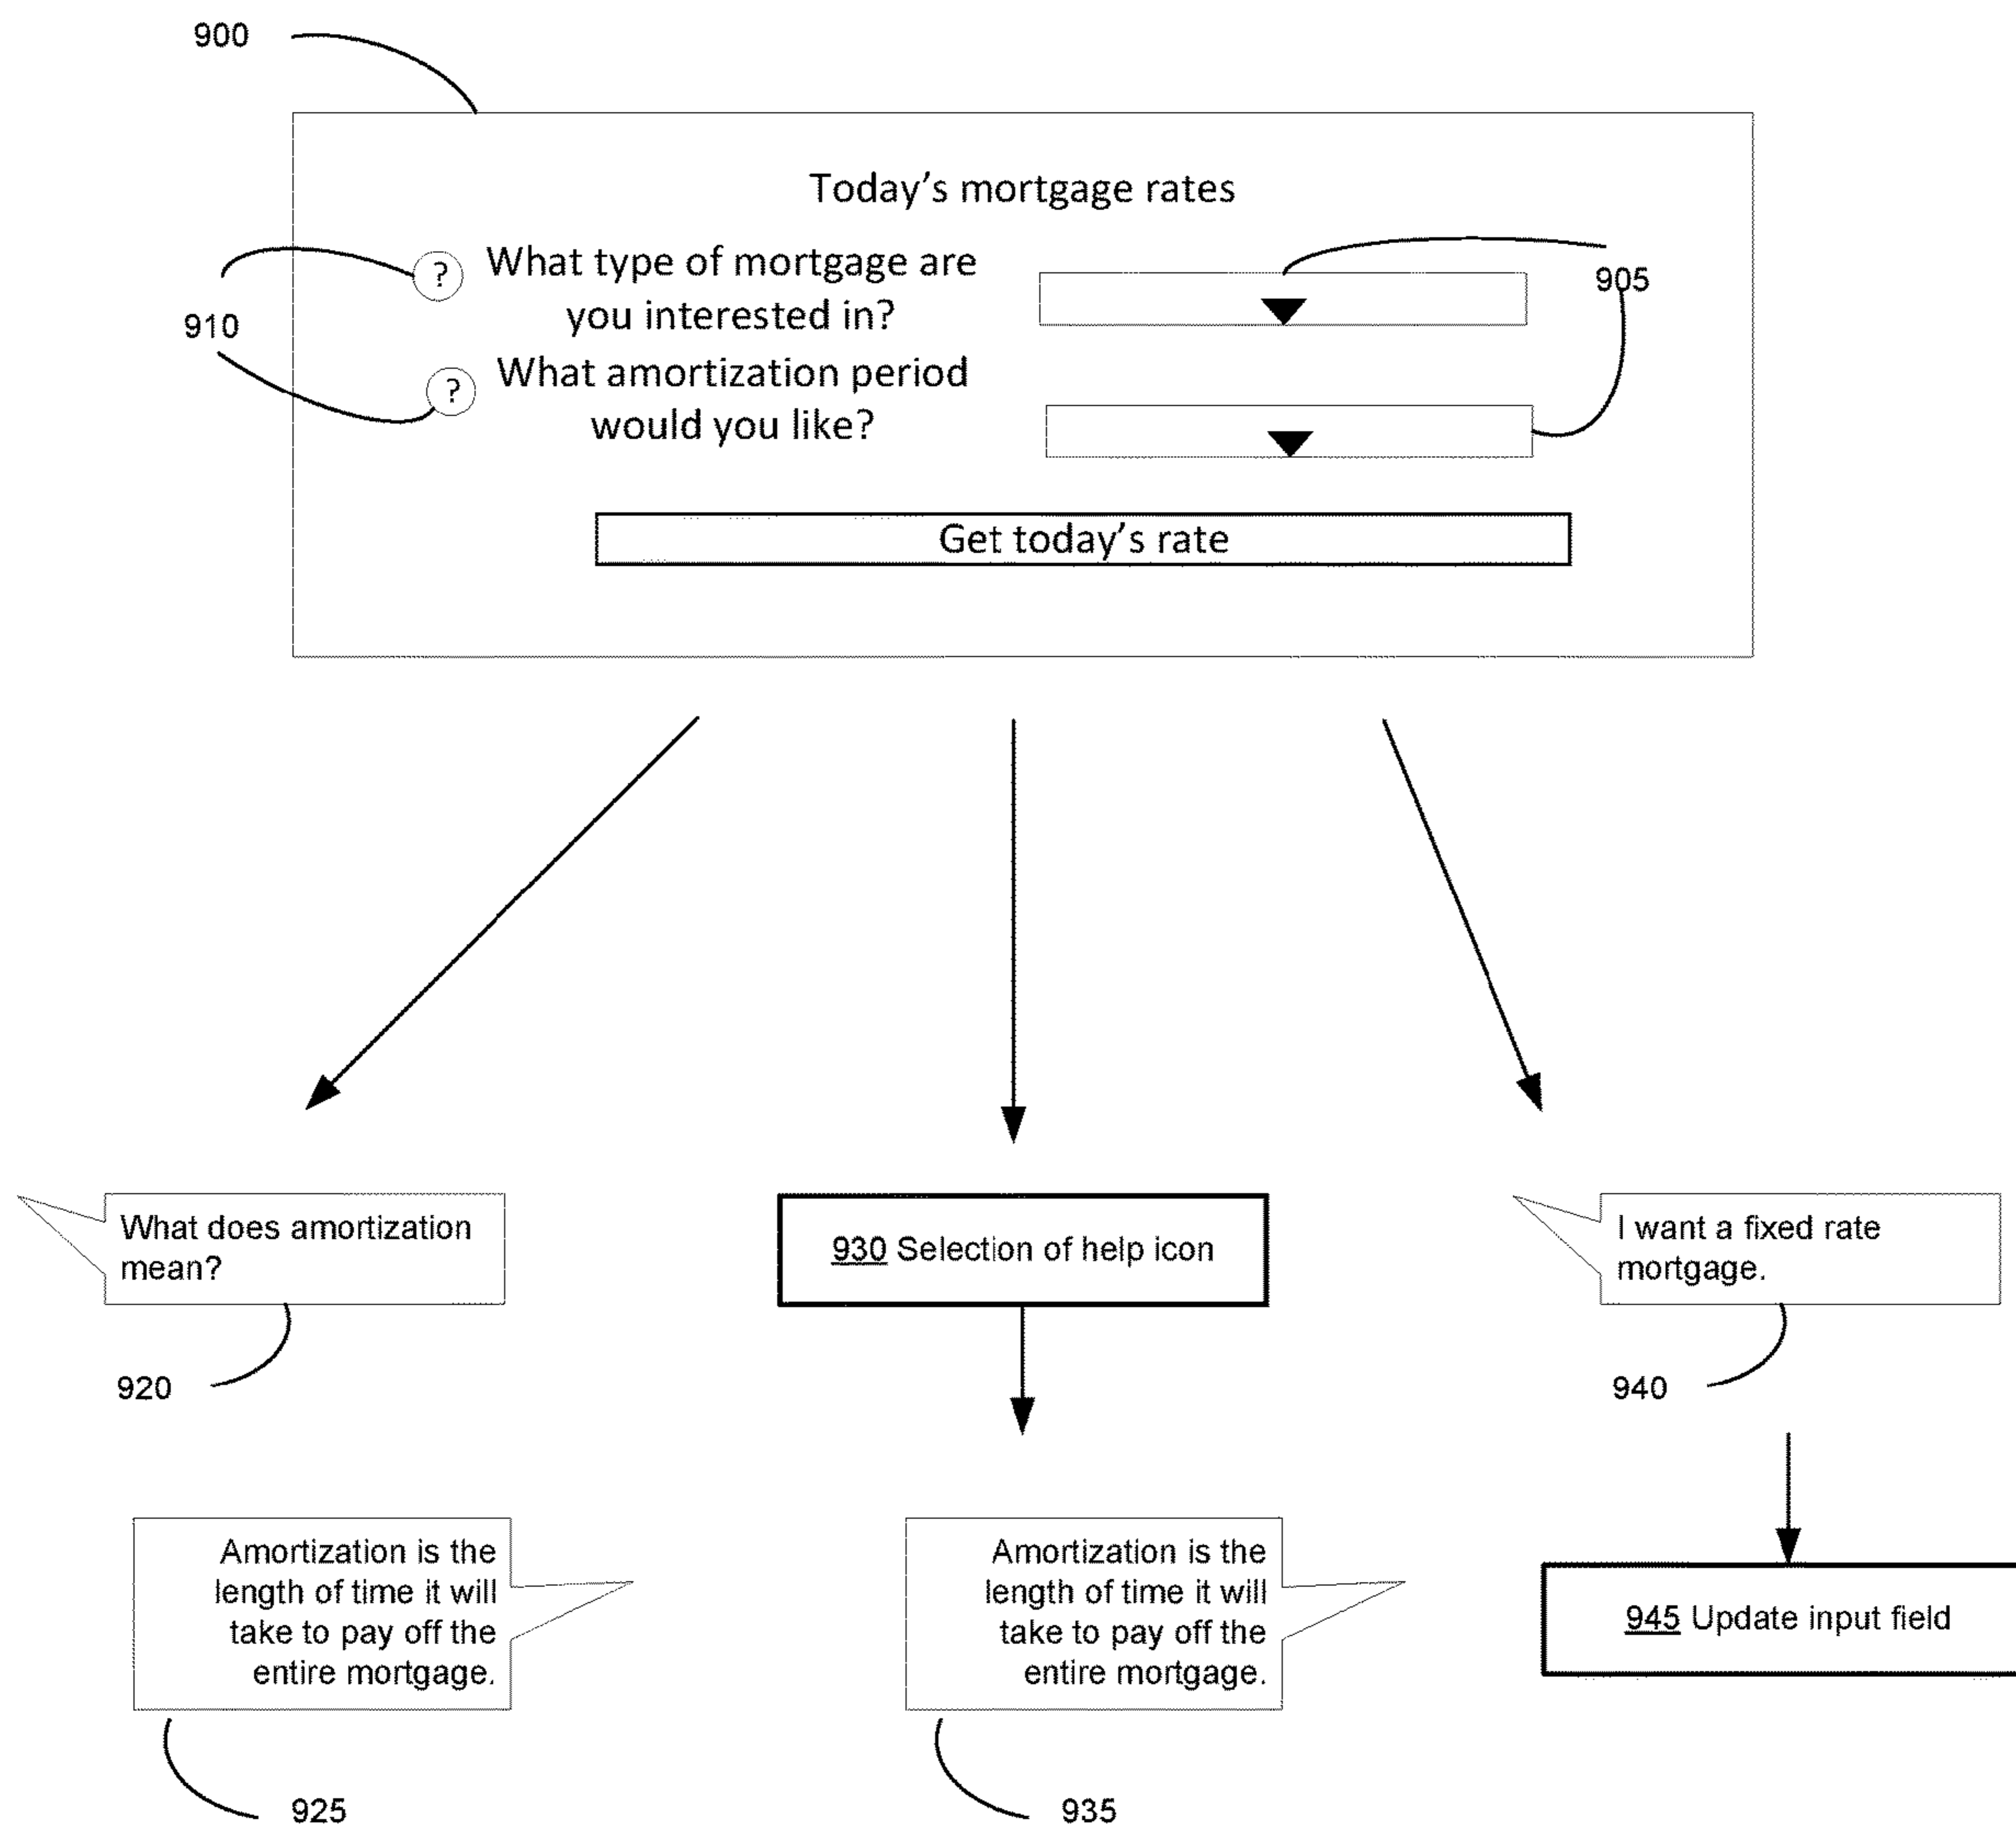 900
Today's mortgage rates
? What type of mortgage are
you interested in?
905
910
? What amortization period
would you like?
Get today's rate
What does amortization
mean?
920
930 Selection of help icon
I want a fixed rate
mortgage.
940
Amortization is the
length of time it will
take to pay off the
entire mortgage.
925
Amortization is the
length of time it will
take to pay off the
entire mortgage.
935
945 Update input field